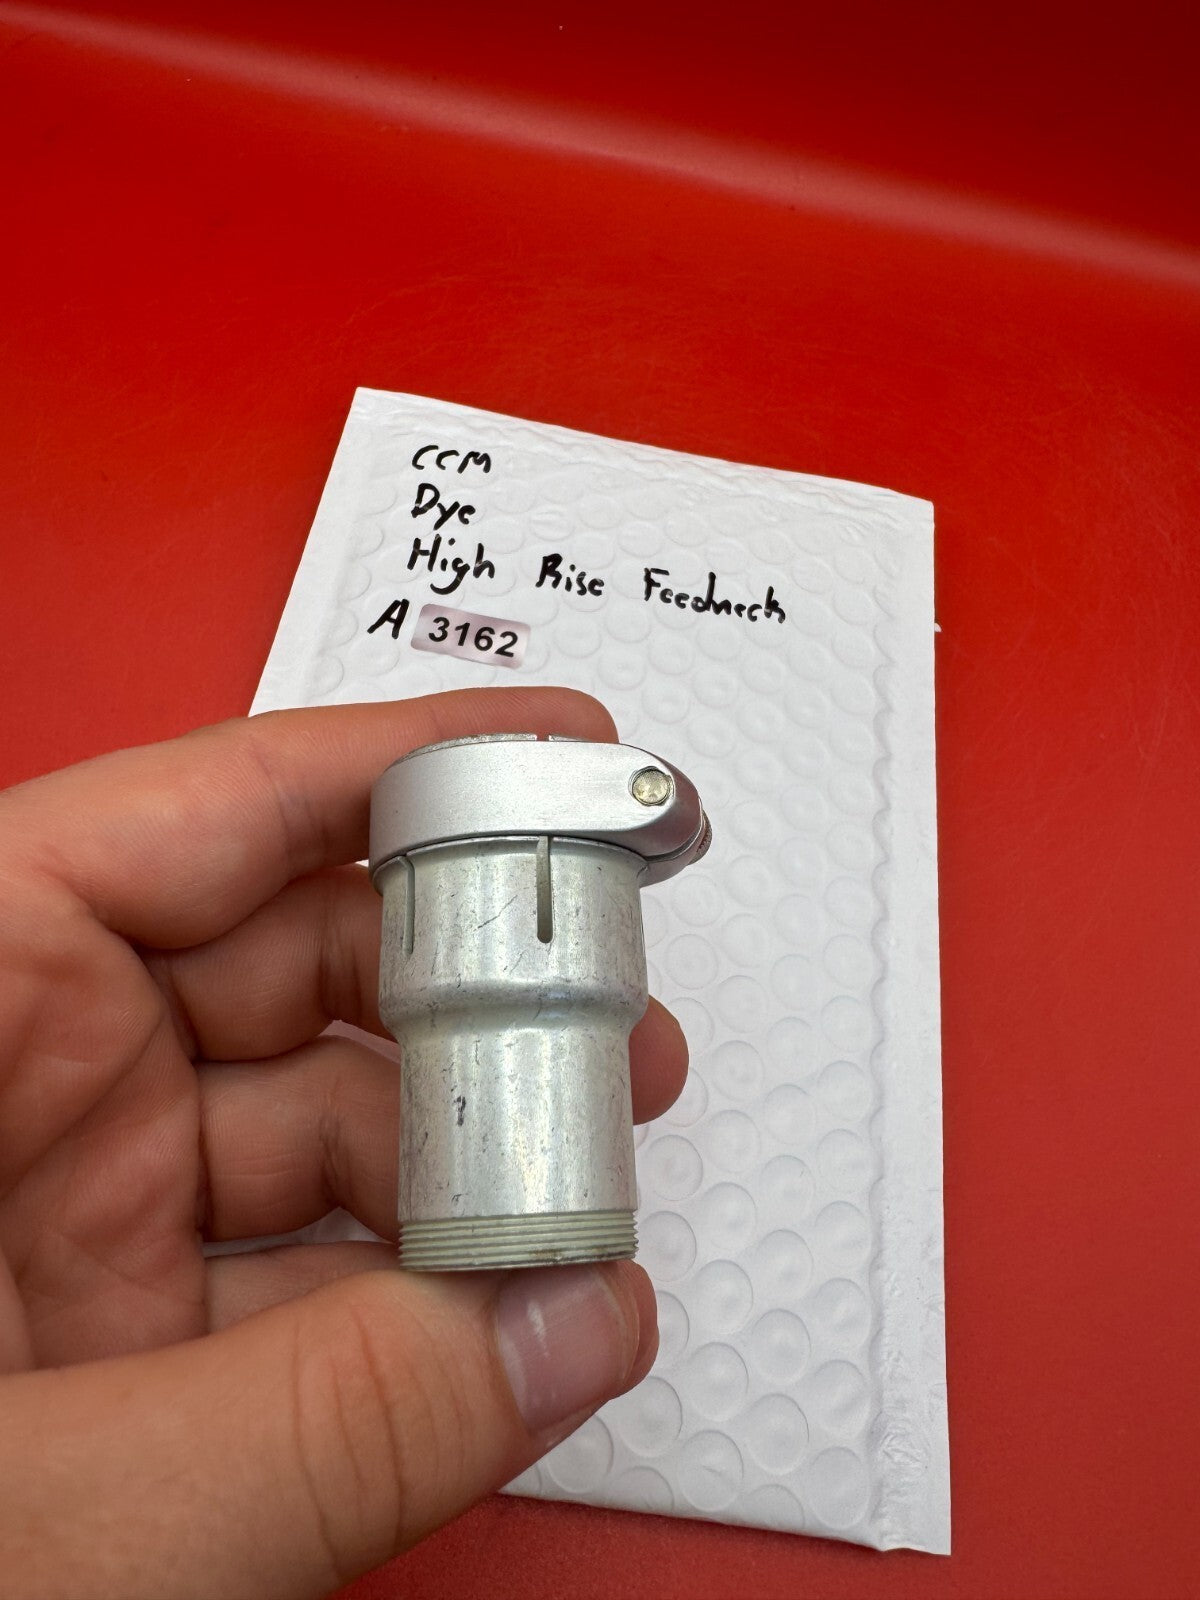 CCM
Dye
High Rise Feedneck
A 3162